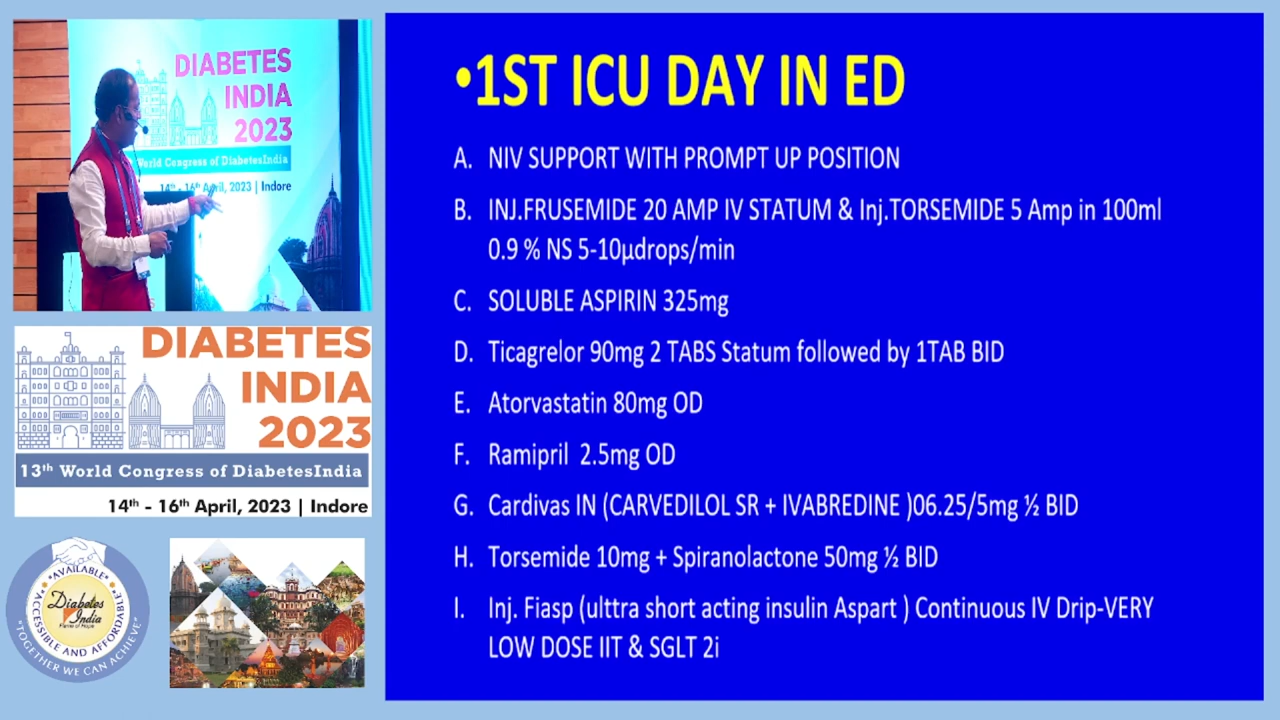 DIABETES
INDIA
2023
World Congress of DiabetesIndia
14th - 16th April, 2023 | Indore
DIABETES
INDIA
2023
13th World Congress of DiabetesIndia
14th - 16th April, 2023 | Indore
"AVAILABLE"
"ACCESSIBLE AND AFFORDABLE"
Diabetes
India
"TOGETHER WE CAN ACHIEVE"
•1ST ICU DAY IN ED
A. NIV SUPPORT WITH PROMPT UP POSITION
B. INJ.FRUSEMIDE 20 AMP IV STATUM & Inj.TORSEMIDE 5 Amp in 100ml
0.9 % NS 5-10µdrops/min
C. SOLUBLE ASPIRIN 325mg
D. Ticagrelor 90mg 2 TABS Statum followed by 1TAB BID
E. Atorvastatin 80mg OD
F. Ramipril 2.5mg OD
G. Cardivas IN (CARVEDILOL SR + IVABREDINE )06.25/5mg ½ BID
H. Torsemide 10mg + Spiranolactone 50mg ½ BID
I. Inj. Fiasp (ulttra short acting insulin Aspart ) Continuous IV Drip-VERY
LOW DOSE IIT & SGLT 2i